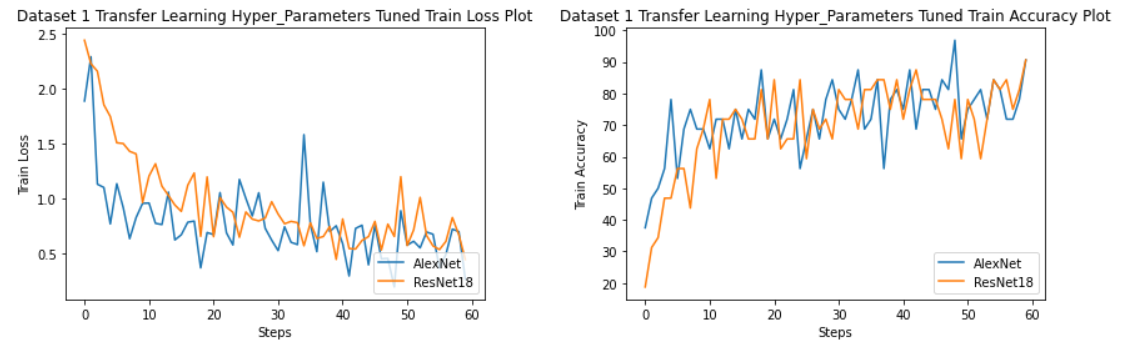 Dataset 1 Transfer Learning Hyper_Parameters Tuned Train Loss Plot
2.5
2.0
1.5
1.0
0.5
Train Loss
0 10 20 30 40 50 60
Steps
AlexNet
ResNet18
Dataset 1 Transfer Learning Hyper_Parameters Tuned Train Accuracy Plot
100
90
80
70
60
50
40
30
20
Train Accuracy
0 10 20 30 40 50 60
Steps
AlexNet
ResNet18